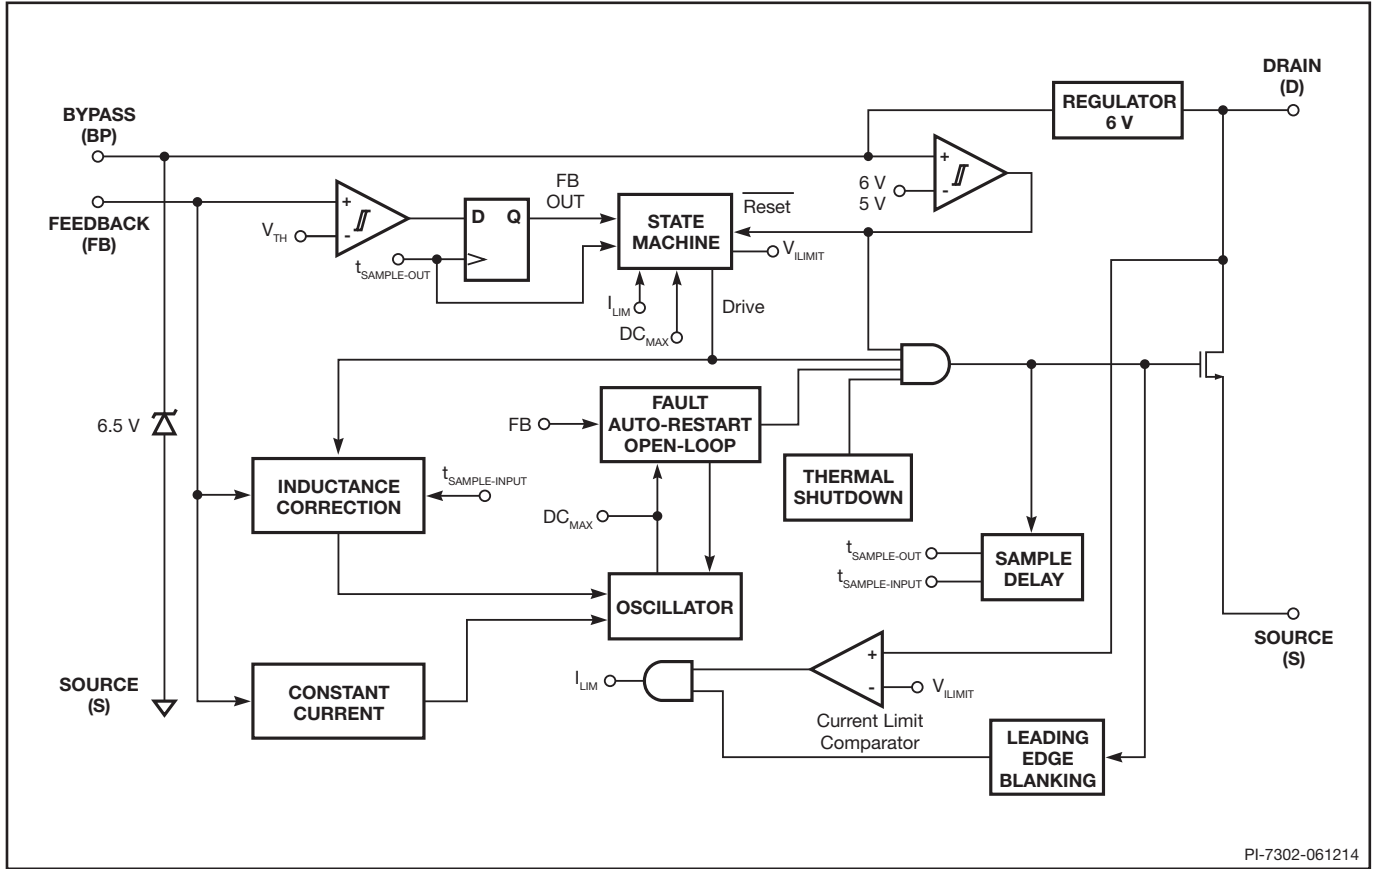 DRAIN
(D)
REGULATOR
6 V
BYPASS
(BP)
FEEDBACK
(FB)
+
-
V_TH
D Q
t_SAMPLE-OUT
FB
OUT
STATE
MACHINE
Reset
V_ILIMIT
I_LIM
DC_MAX
Drive
+
-
6 V
5 V
6.5 V
FB
FAULT
AUTO-RESTART
OPEN-LOOP
THERMAL
SHUTDOWN
INDUCTANCE
CORRECTION
t_SAMPLE-INPUT
DC_MAX
t_SAMPLE-OUT
t_SAMPLE-INPUT
SAMPLE
DELAY
OSCILLATOR
SOURCE
(S)
SOURCE
(S)
CONSTANT
CURRENT
I_LIM
+
-
V_ILIMIT
Current Limit
Comparator
LEADING
EDGE
BLANKING
PI-7302-061214